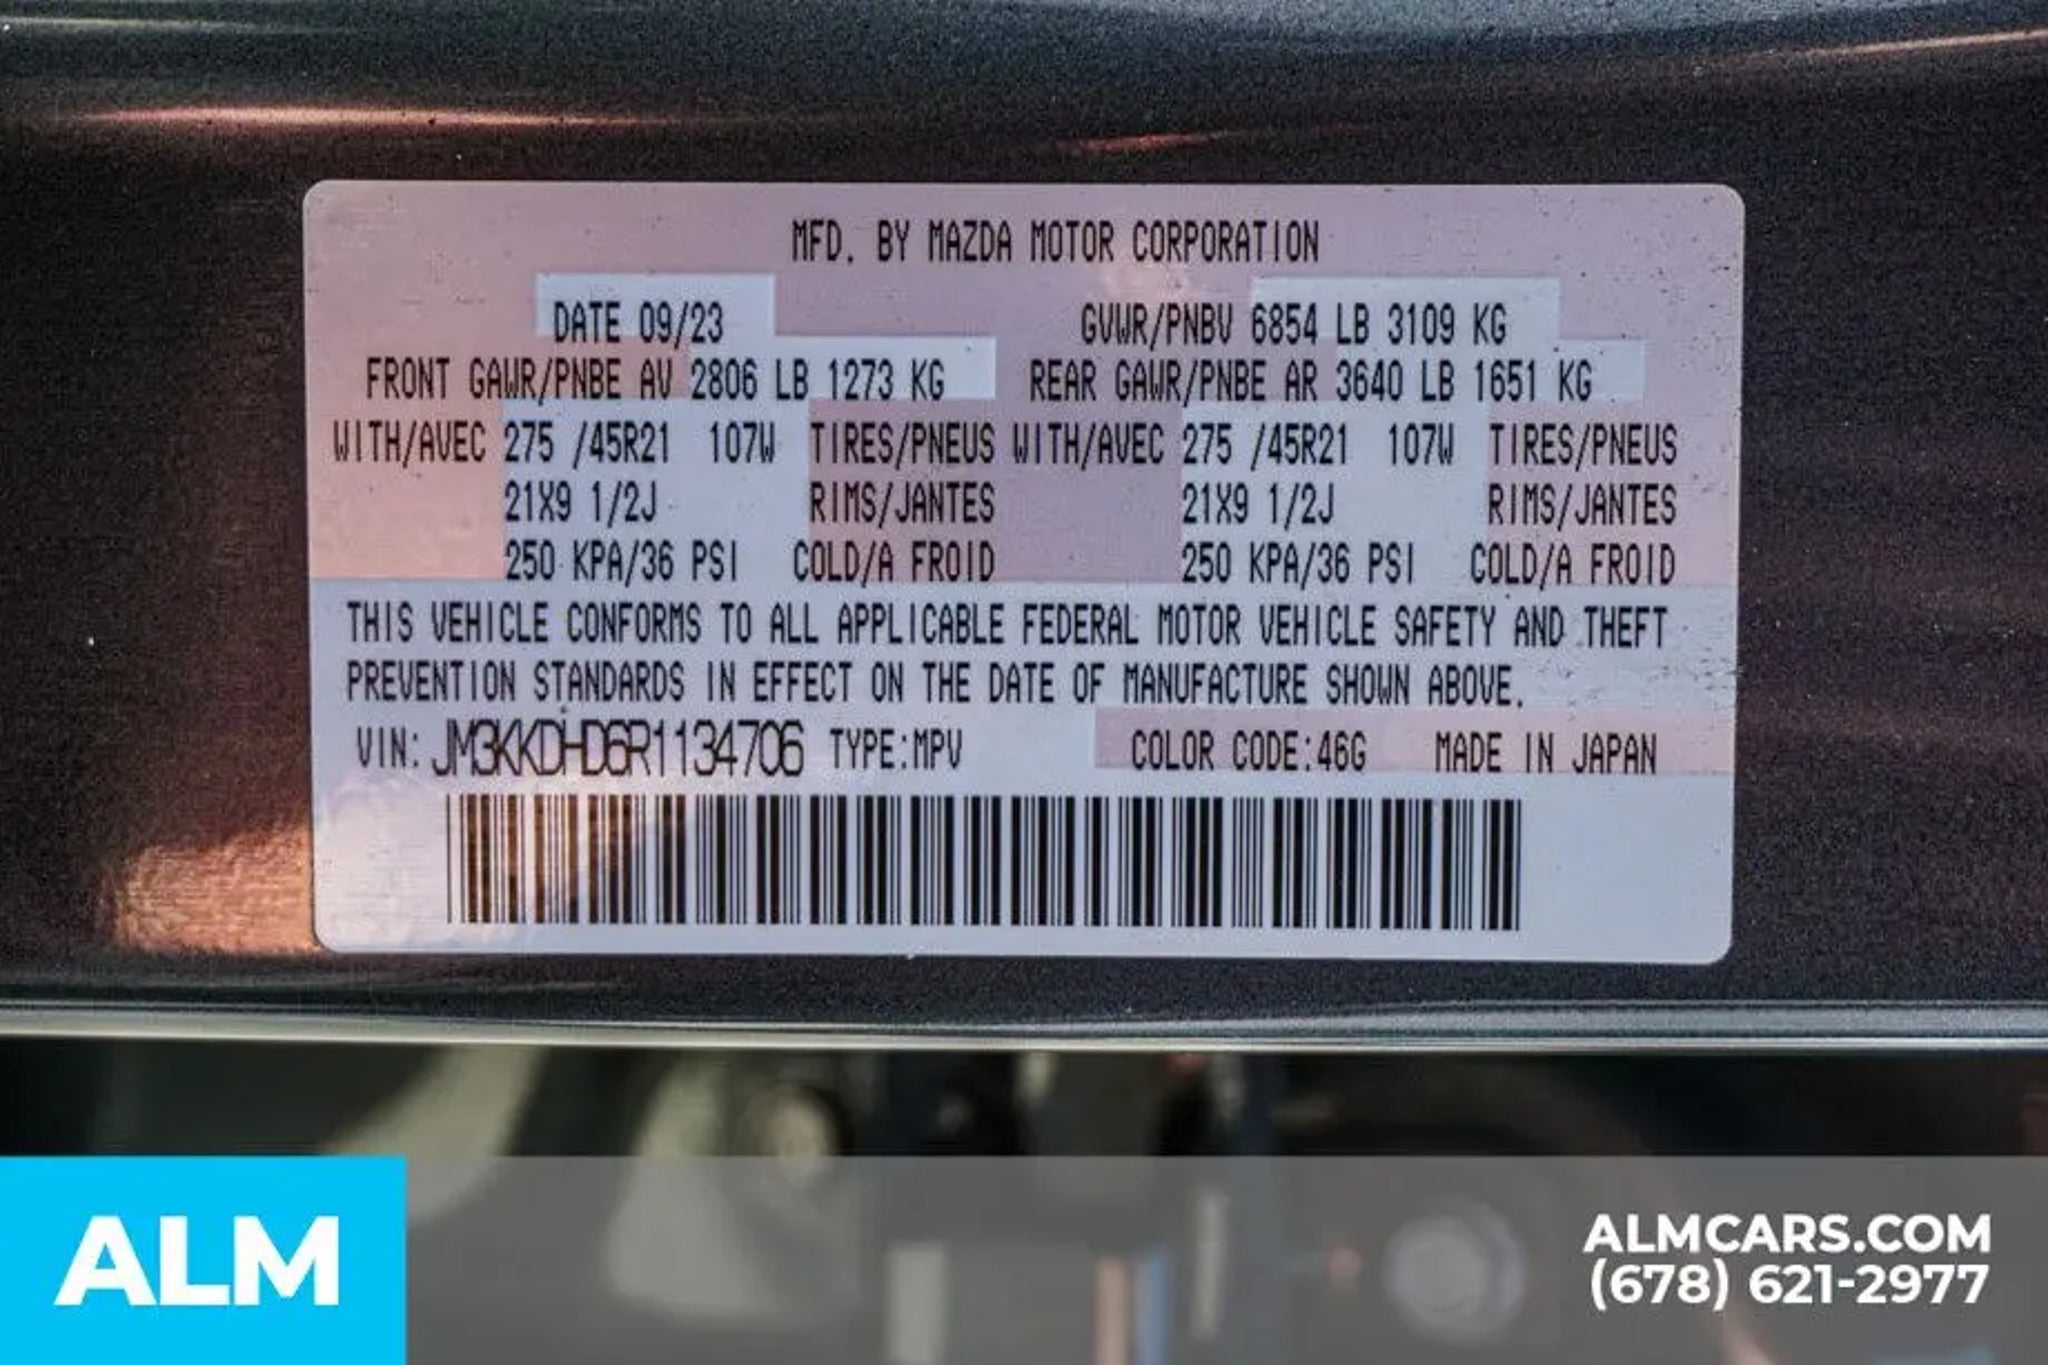 MFD. BY MAZDA MOTOR CORPORATION
DATE 09/23 GVWR/PNBV 6854 LB 3109 KG
FRONT GAWR/PNBE AV 2806 LB 1273 KG REAR GAWR/PNBE AR 3640 LB 1651 KG
WITH/AVEC 275 /45R21 107W TIRES/PNEUS WITH/AVEC 275 /45R21 107W TIRES/PNEUS
21X9 1/2J RIMS/JANTES 21X9 1/2J RIMS/JANTES
250 KPA/36 PSI COLD/A FROID 250 KPA/36 PSI COLD/A FROID
THIS VEHICLE CONFORMS TO ALL APPLICABLE FEDERAL MOTOR VEHICLE SAFETY AND THEFT
PREVENTION STANDARDS IN EFFECT ON THE DATE OF MANUFACTURE SHOWN ABOVE.
VIN: JM3KKDHD6R1134706 TYPE:MPV COLOR CODE:46G MADE IN JAPAN
ALM
ALMCARS.COM
(678) 621-2977